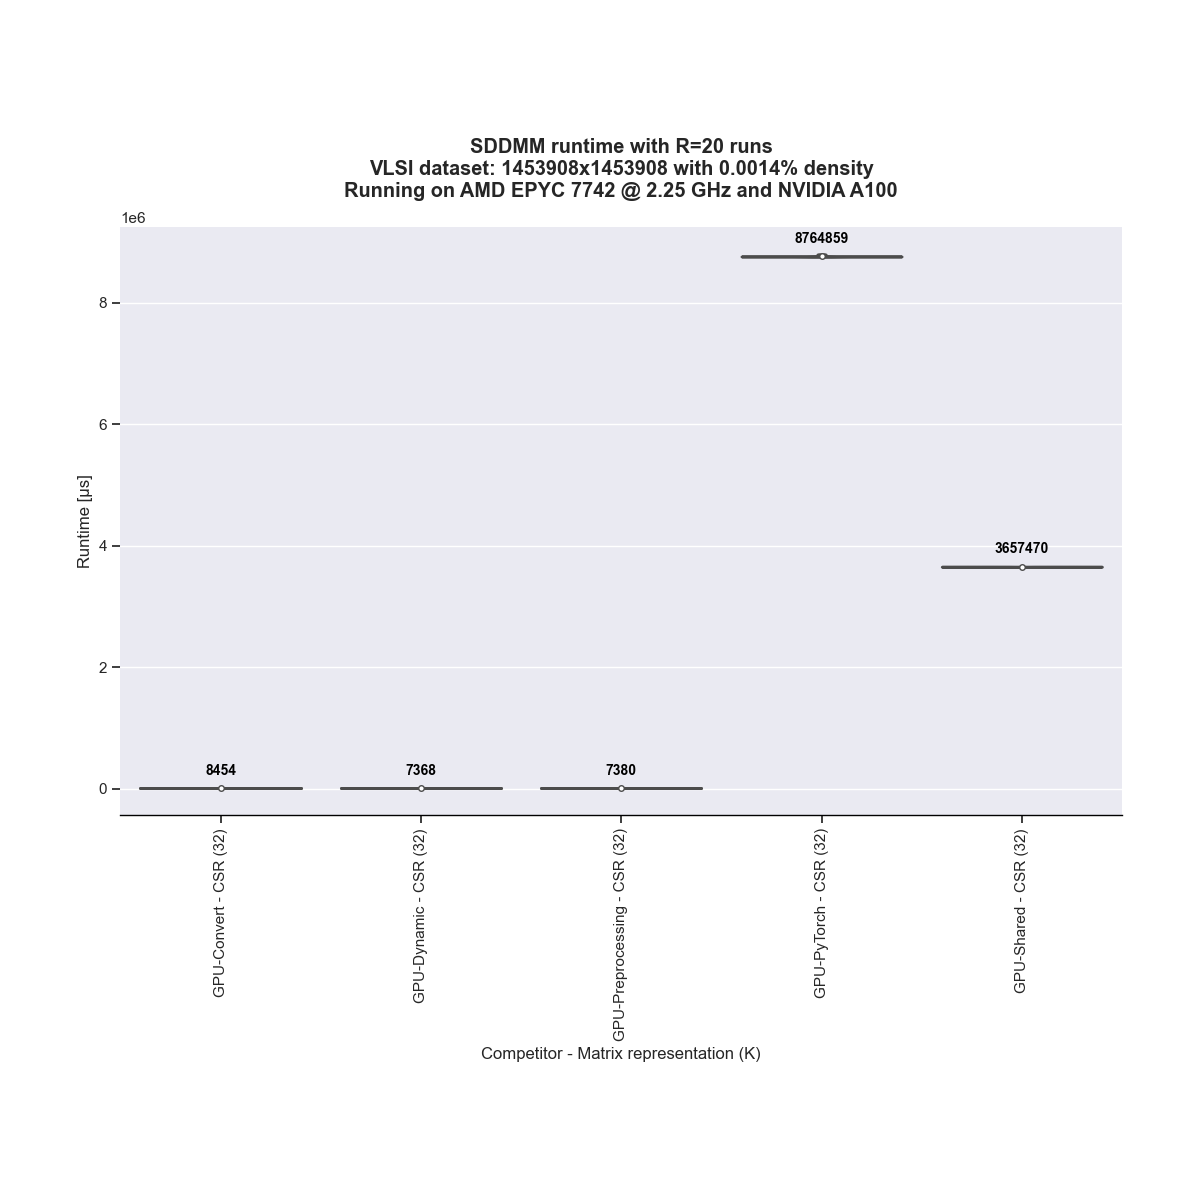 SDDMM runtime with R=20 runs
VLSI dataset: 1453908x1453908 with 0.0014% density
Running on AMD EPYC 7742 @ 2.25 GHz and NVIDIA A100
1e6
8764859
8
6
Runtime [µs]
4
3657470
2
8454
7368
7380
0
GPU-Convert - CSR (32)
GPU-Dynamic - CSR (32)
GPU-Preprocessing - CSR (32)
GPU-PyTorch - CSR (32)
GPU-Shared - CSR (32)
Competitor - Matrix representation (K)